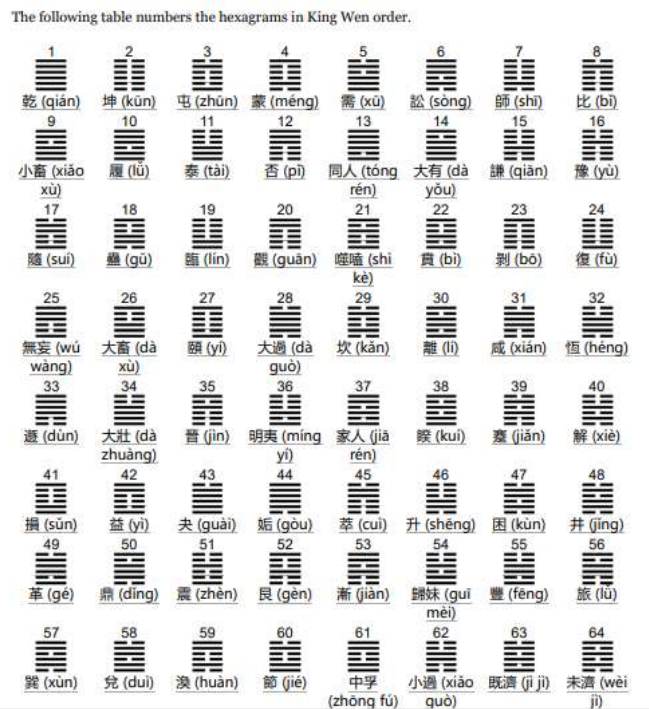 The following table numbers the hexagrams in King Wen order.
1 2 3 4 5 6 7 8
乾 (qián) 坤 (kūn) 屯 (zhūn) 蒙 (méng) 需 (xū) 訟 (sòng) 師 (shī) 比 (bǐ)
9 10 11 12 13 14 15 16
小畜 (xiǎo 履 (lǚ) 泰 (tài) 否 (pǐ) 同人 (tóng 大有 (dà 謙 (qiān) 豫 (yù)
xù) rén) yǒu)
17 18 19 20 21 22 23 24
隨 (suí) 蠱 (gǔ) 臨 (lín) 觀 (guān) 噬嗑 (shì 賁 (bì) 剝 (bō) 復 (fù)
kè)
25 26 27 28 29 30 31 32
無妄 (wú 大畜 (dà 頤 (yí) 大過 (dà 坎 (kǎn) 離 (lí) 咸 (xián) 恆 (héng)
wàng) xù) guò)
33 34 35 36 37 38 39 40
遯 (dùn) 大壯 (dà 晉 (jìn) 明夷 (míng 家人 (jiā 睽 (kuí) 蹇 (jiǎn) 解 (xiè)
zhuàng) yí) rén)
41 42 43 44 45 46 47 48
損 (sǔn) 益 (yì) 夬 (guài) 姤 (gòu) 萃 (cuì) 升 (shēng) 困 (kùn) 井 (jǐng)
49 50 51 52 53 54 55 56
革 (gé) 鼎 (dǐng) 震 (zhèn) 艮 (gèn) 漸 (jiàn) 歸妹 (guī 豐 (fēng) 旅 (lǚ)
mèi)
57 58 59 60 61 62 63 64
巽 (xùn) 兌 (duì) 渙 (huàn) 節 (jié) 中孚 小過 (xiǎo 既濟 (jì jì) 未濟 (wèi
(zhōng fú) guò) jì)